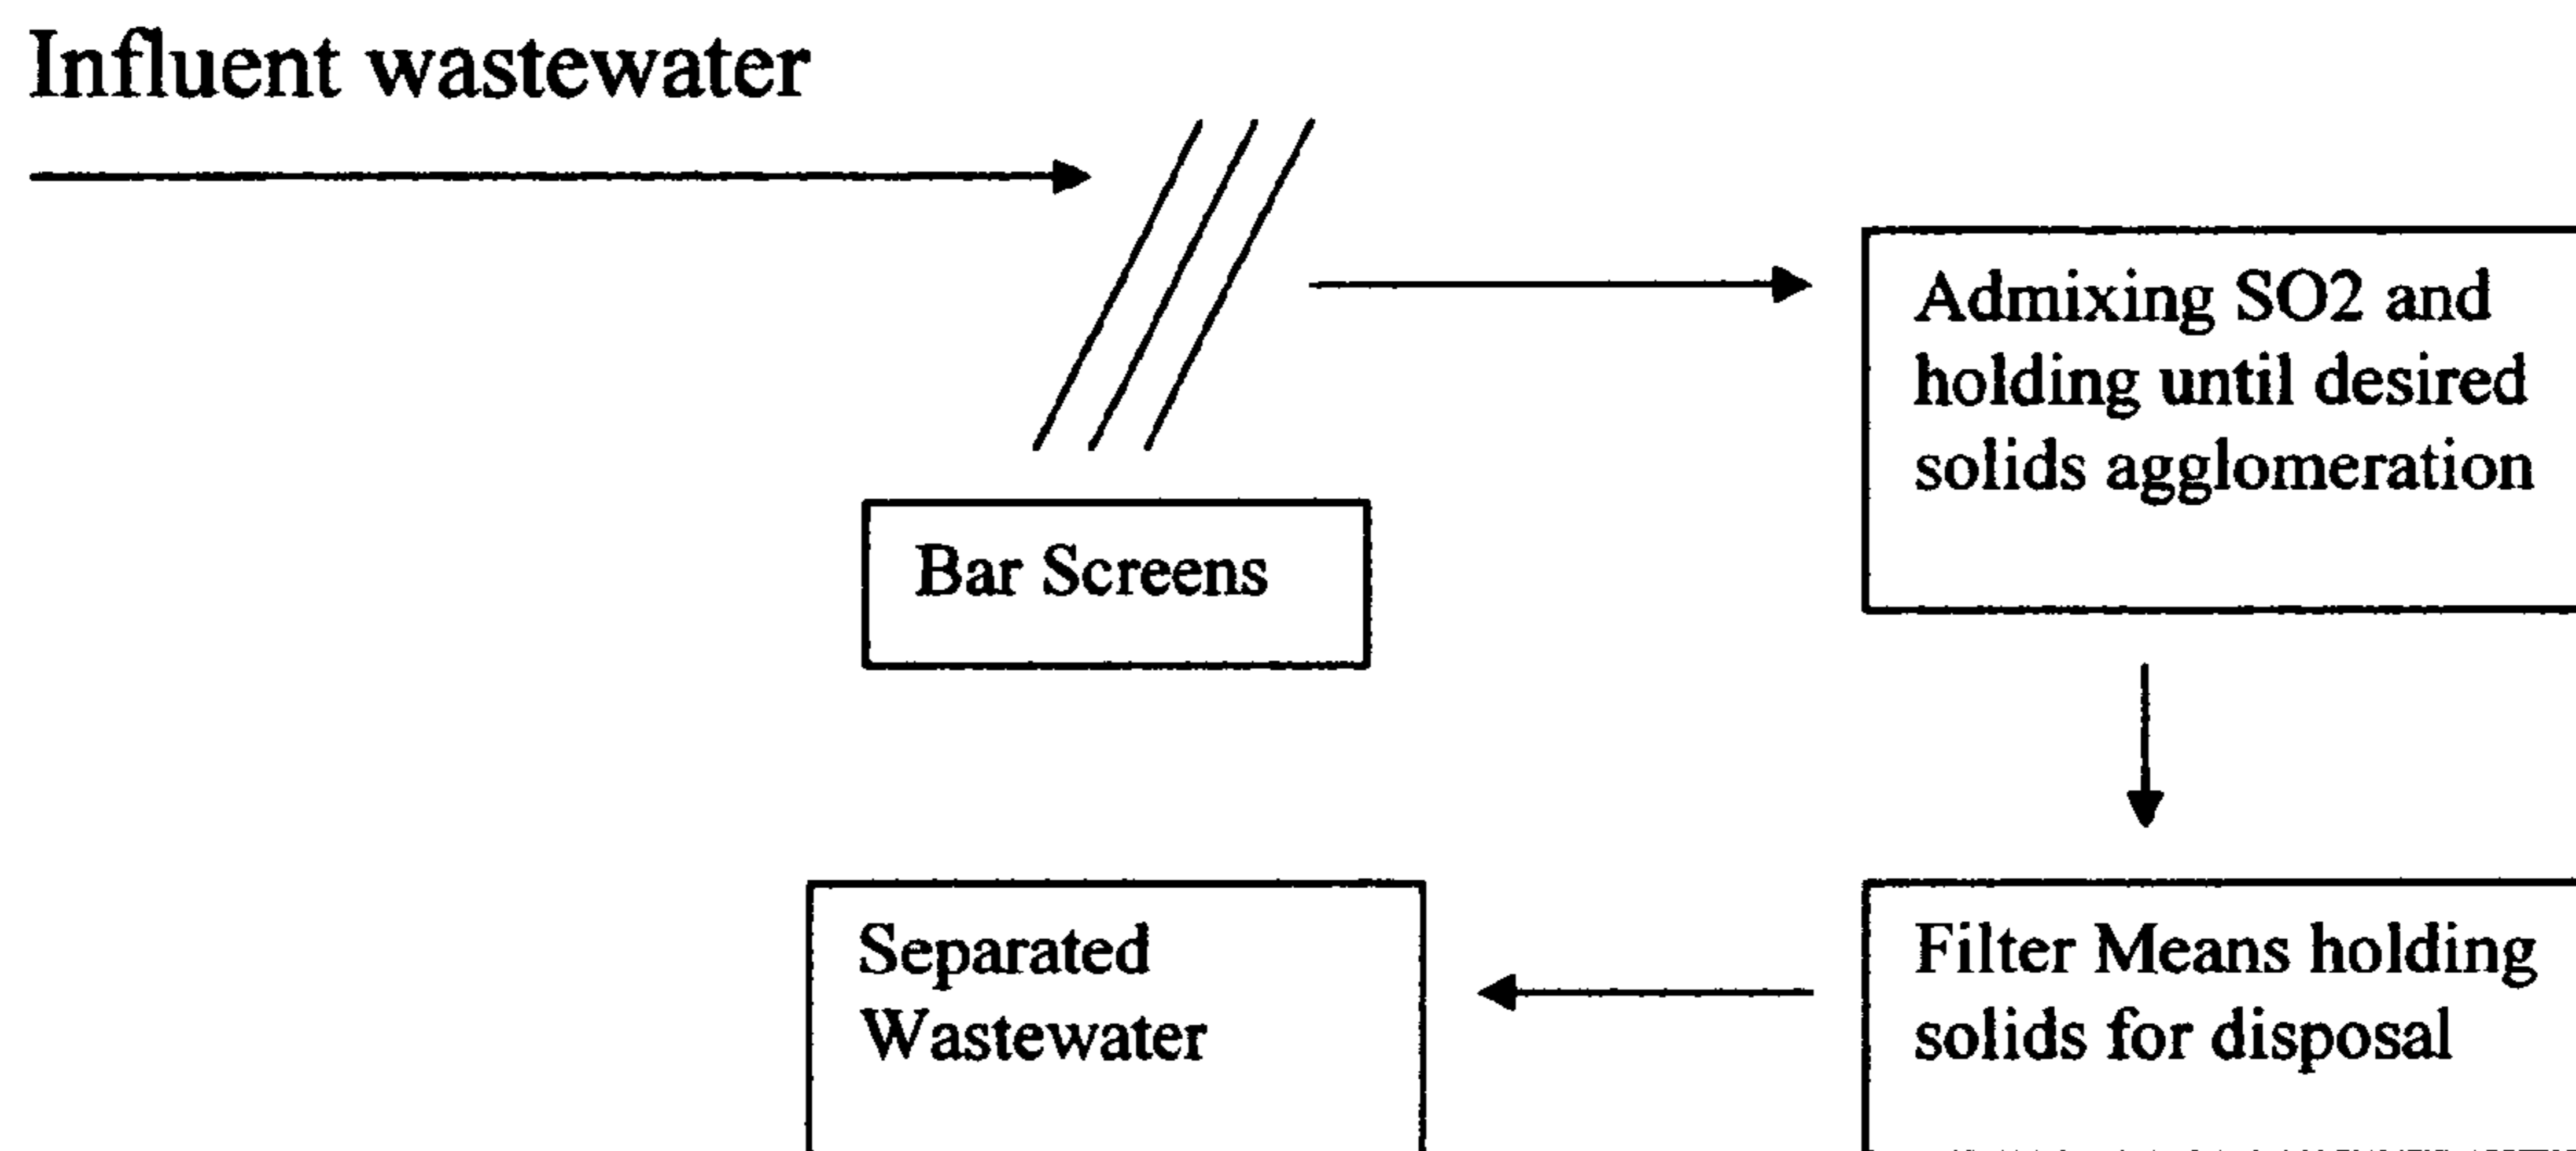 Influent wastewater
Admixing SO2 and
holding until desired
solids agglomeration
Bar Screens
Separated
Wastewater
Filter Means holding
solids for disposal